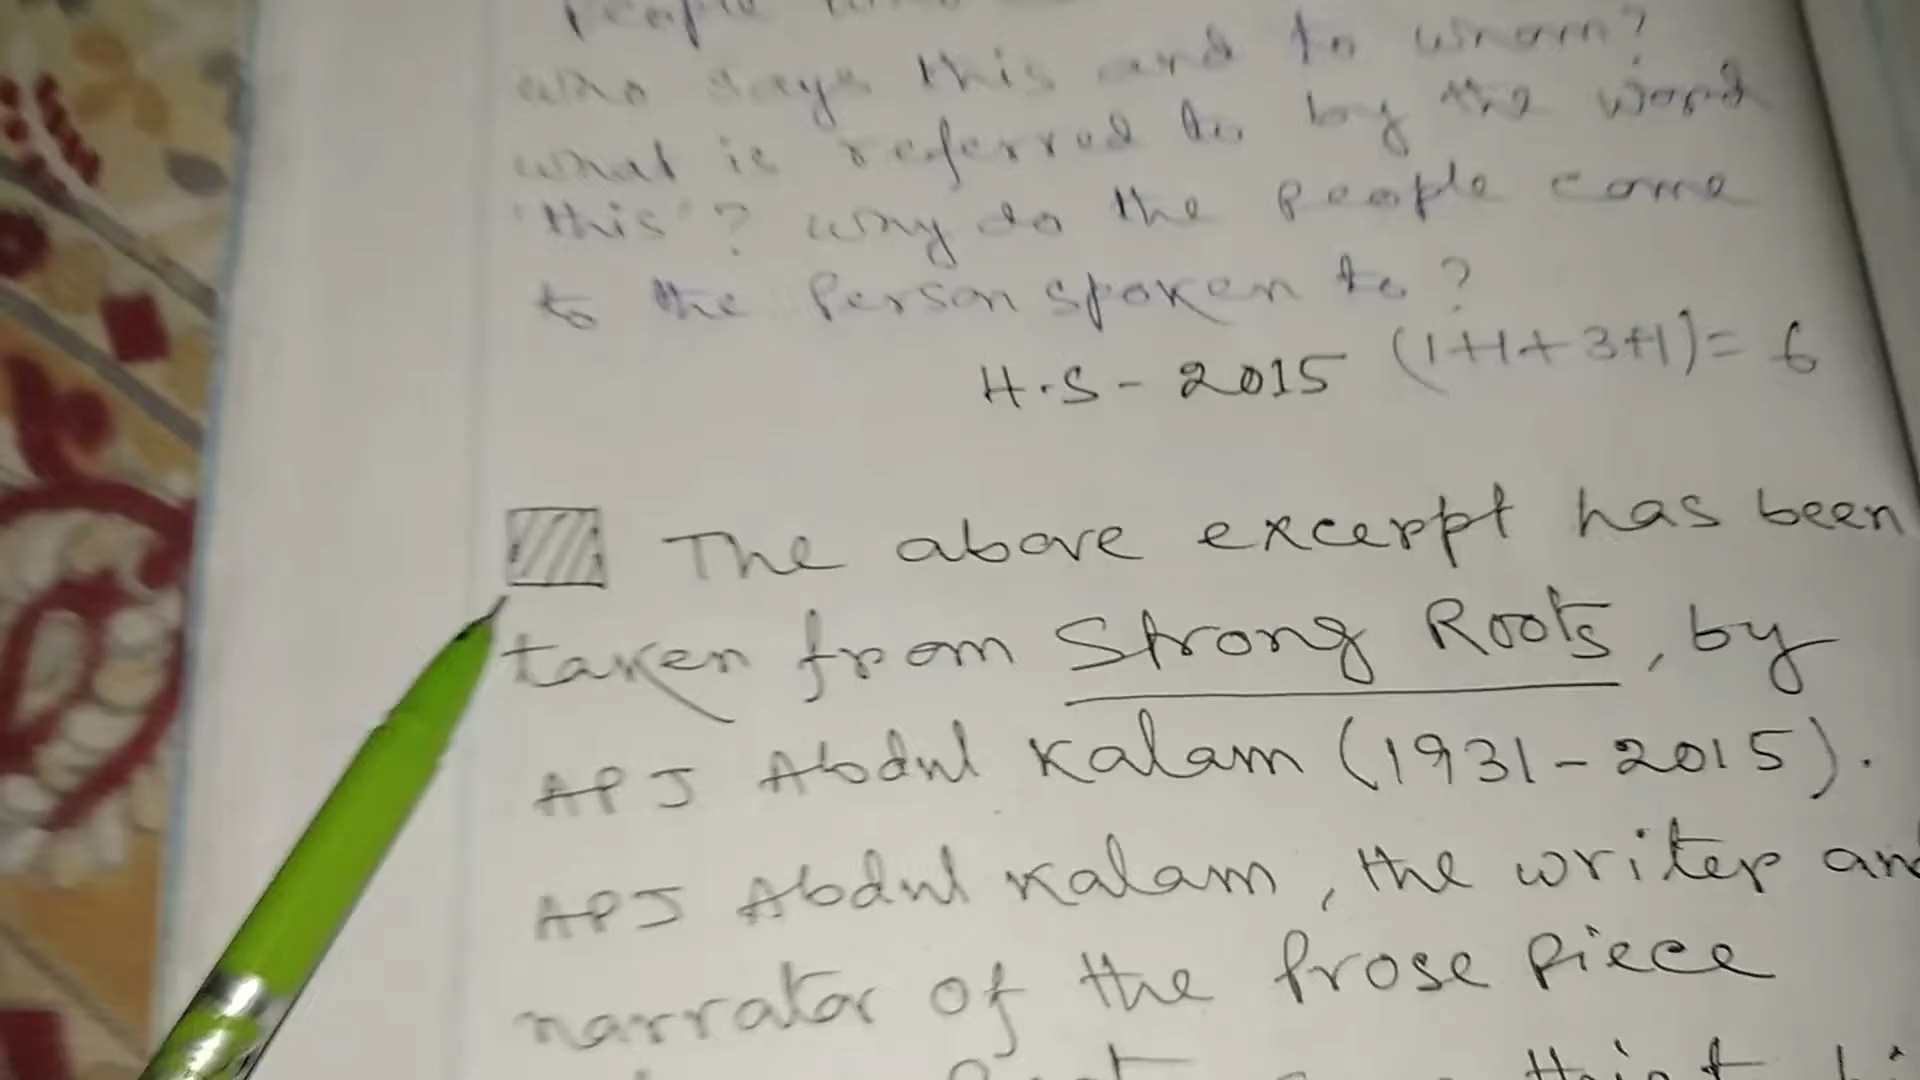 people
who says this and to whom?
what is referred to by the word
'this'? why do the people come
to the person spoken to?
H.S - 2015 (1+1+3+1) = 6
The above excerpt has been
taken from Strong Roots, by
APJ Abdul Kalam (1931-2015).
APJ Abdul Kalam, the writer and
narrator of the prose piece